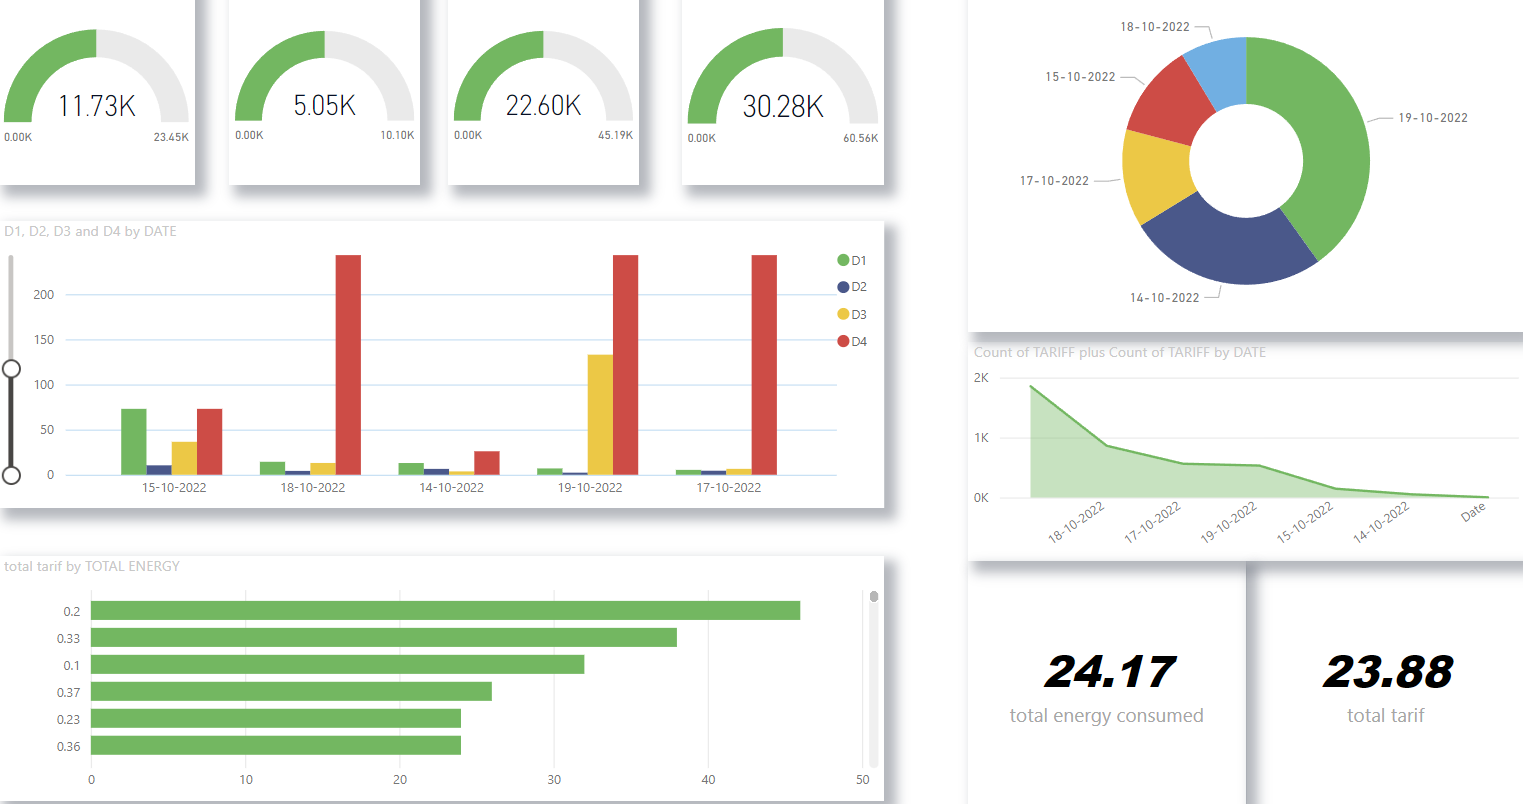 11.73K
0.00K 23.45K
5.05K
0.00K 10.10K
22.60K
0.00K 45.19K
30.28K
0.00K 60.56K
18-10-2022
15-10-2022
19-10-2022
17-10-2022
14-10-2022
D1, D2, D3 and D4 by DATE
D1
D2
D3
D4
200
150
100
50
0
15-10-2022 18-10-2022 14-10-2022 19-10-2022 17-10-2022
Count of TARIFF plus Count of TARIFF by DATE
2K
1K
0K
18-10-2022 17-10-2022 19-10-2022 15-10-2022 14-10-2022 Date
total tarif by TOTAL ENERGY
0.2
0.33
0.1
0.37
0.23
0.36
0 10 20 30 40 50
24.17
total energy consumed
23.88
total tarif